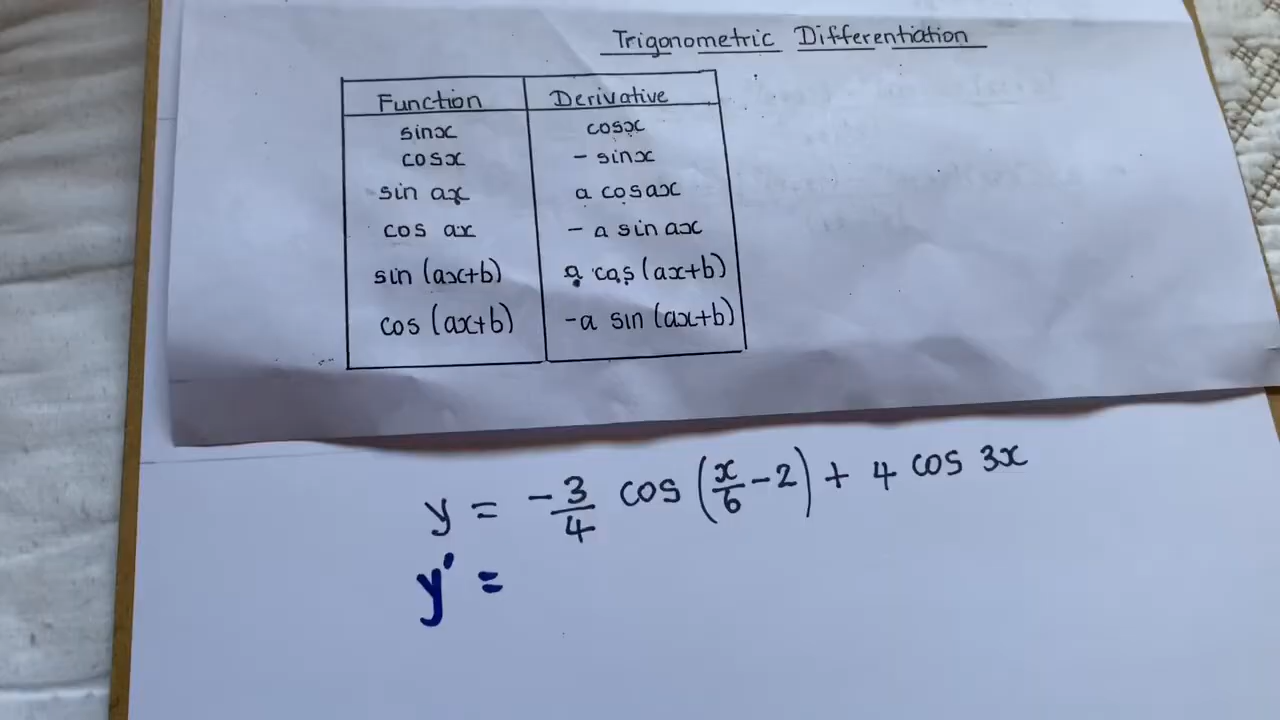 Trigonometric Differentiation
Function Derivative
sinx cosx
cosx - sinx
sin ax a cosax
cos ax - a sin ax
sin (ax+b) a cos (ax+b)
cos (ax+b) -a sin (ax+b)
y = -3/4 cos (x/6 - 2) + 4 cos 3x
y' =